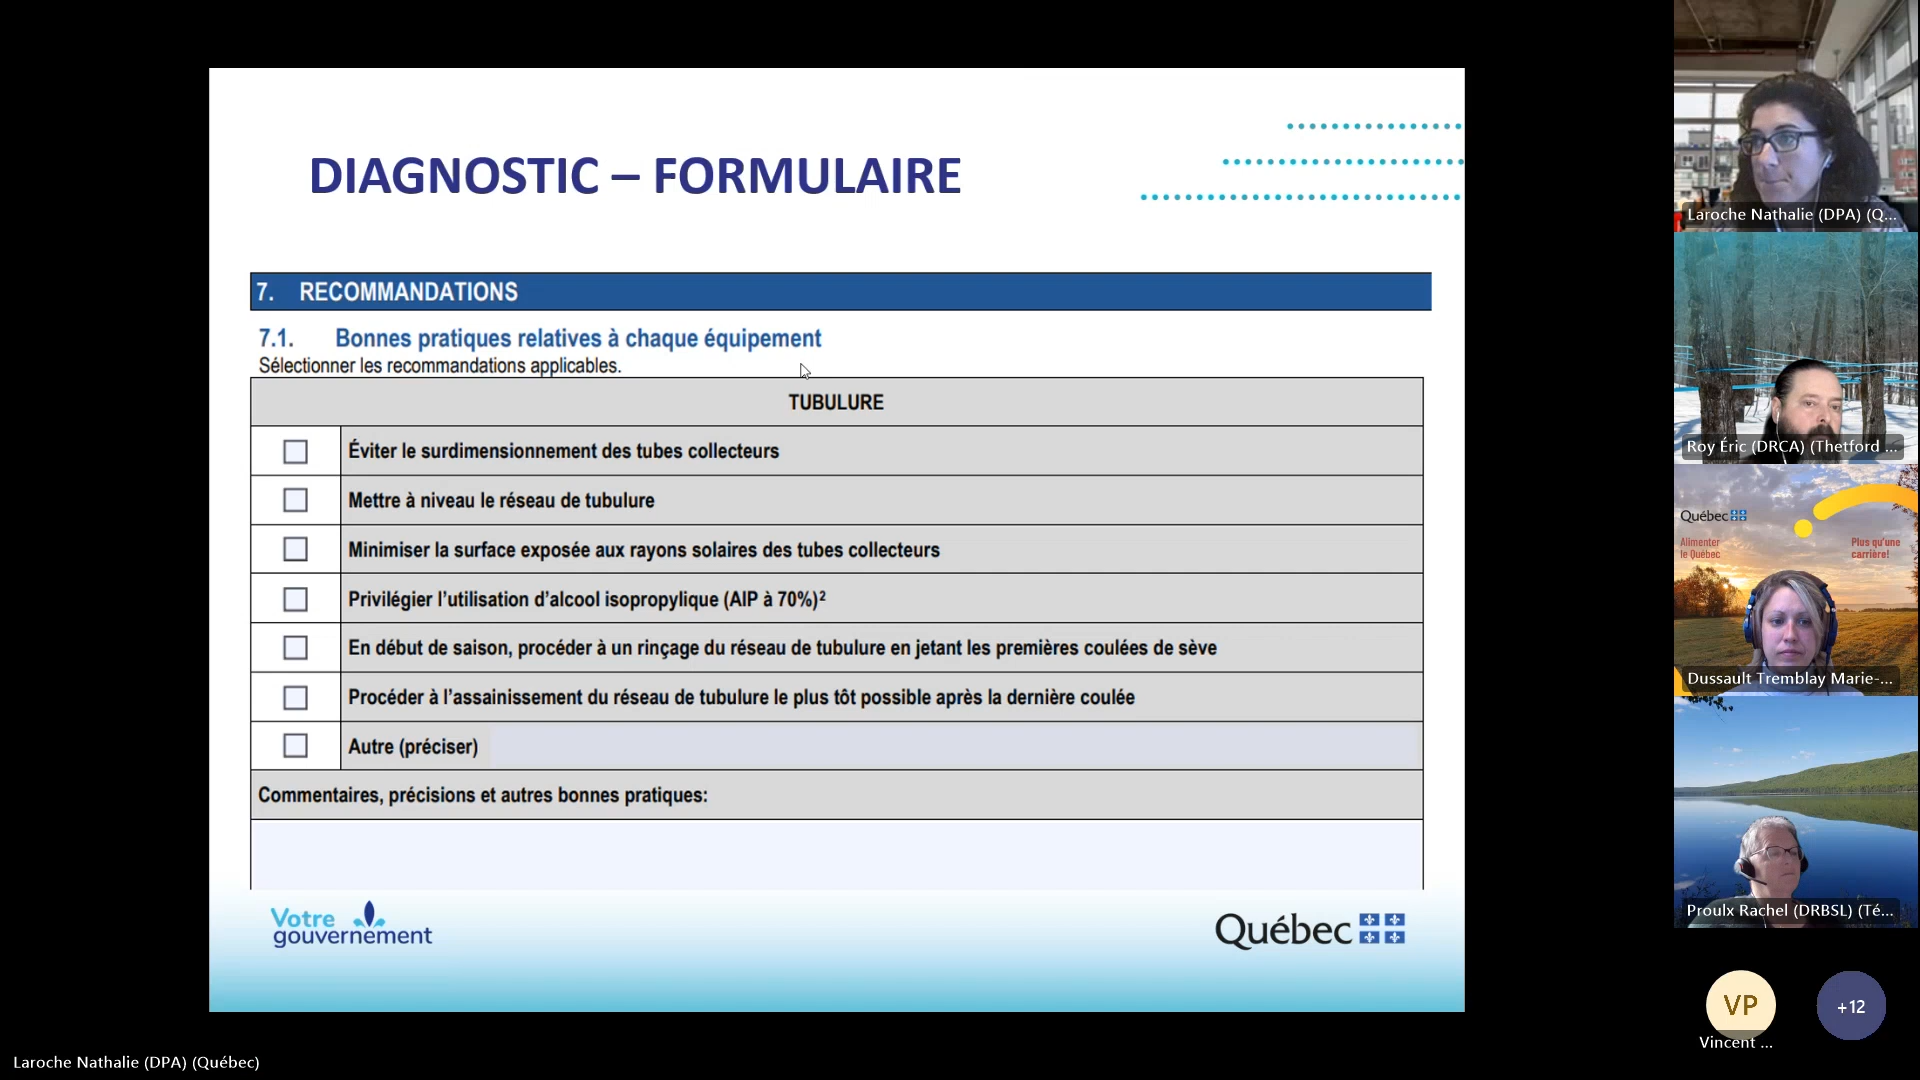 DIAGNOSTIC – FORMULAIRE
7. RECOMMANDATIONS
7.1. Bonnes pratiques relatives à chaque équipement
Sélectionner les recommandations applicables.
TUBULURE
Éviter le surdimensionnement des tubes collecteurs
Mettre à niveau le réseau de tubulure
Minimiser la surface exposée aux rayons solaires des tubes collecteurs
Privilégier l’utilisation d’alcool isopropylique (AIP à 70%)²
En début de saison, procéder à un rinçage du réseau de tubulure en jetant les premières coulées de sève
Procéder à l’assainissement du réseau de tubulure le plus tôt possible après la dernière coulée
Autre (préciser)
Commentaires, précisions et autres bonnes pratiques:
Votre
gouvernement
Québec
Laroche Nathalie (DPA) (Québec)
Laroche Nathalie (DPA) (Q...
Roy Éric (DRCA) (Thetford ...
Québec
Alimenter
le Québec
Plus qu'une
carrière!
Dussault Tremblay Marie-...
Proulx Rachel (DRBSL) (Té...
VP
+12
Vincent ...